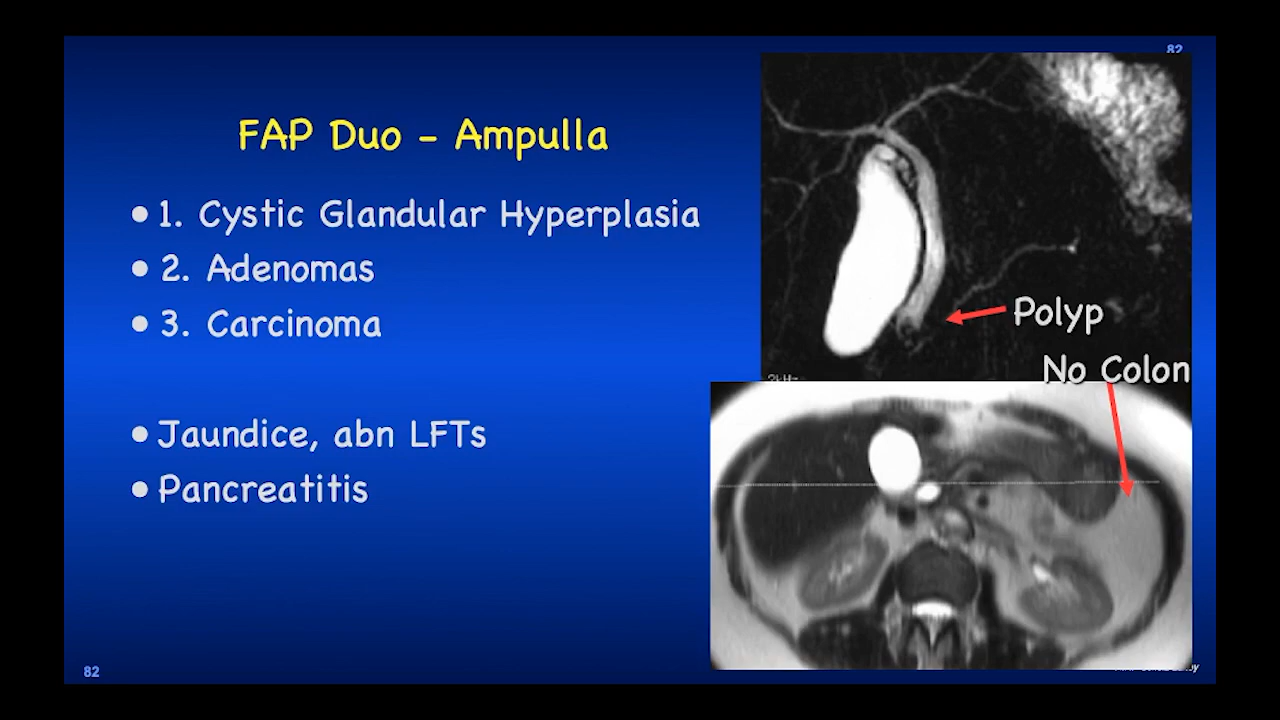 82
FAP Duo - Ampulla
• 1. Cystic Glandular Hyperplasia
• 2. Adenomas
• 3. Carcinoma
Polyp
No Colon
• Jaundice, abn LFTs
• Pancreatitis
82